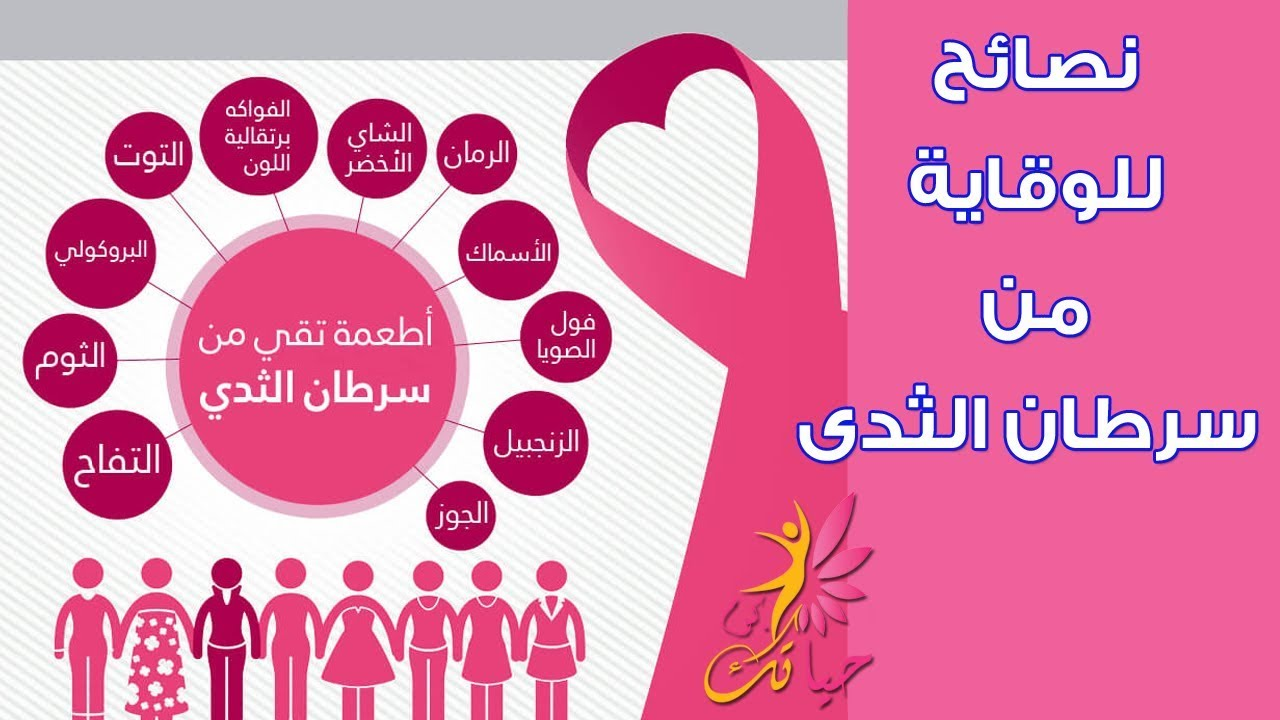 نصائح
للوقاية
من
سرطان الثدى
أطعمة تقي من
سرطان الثدي
الرمان
الشاي
الأخضر
الفواكه
برتقالية
اللون
التوت
البروكولي
الثوم
التفاح
الأسماك
فول
الصويا
الزنجبيل
الجوز
حياتك